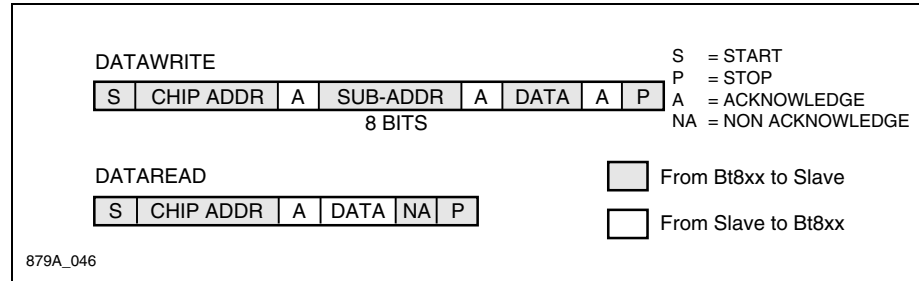 DATAWRITE
S CHIP ADDR A SUB-ADDR A DATA A P
8 BITS
S = START
P = STOP
A = ACKNOWLEDGE
NA = NON ACKNOWLEDGE
DATAREAD
S CHIP ADDR A DATA NA P
From Bt8xx to Slave
From Slave to Bt8xx
879A_046